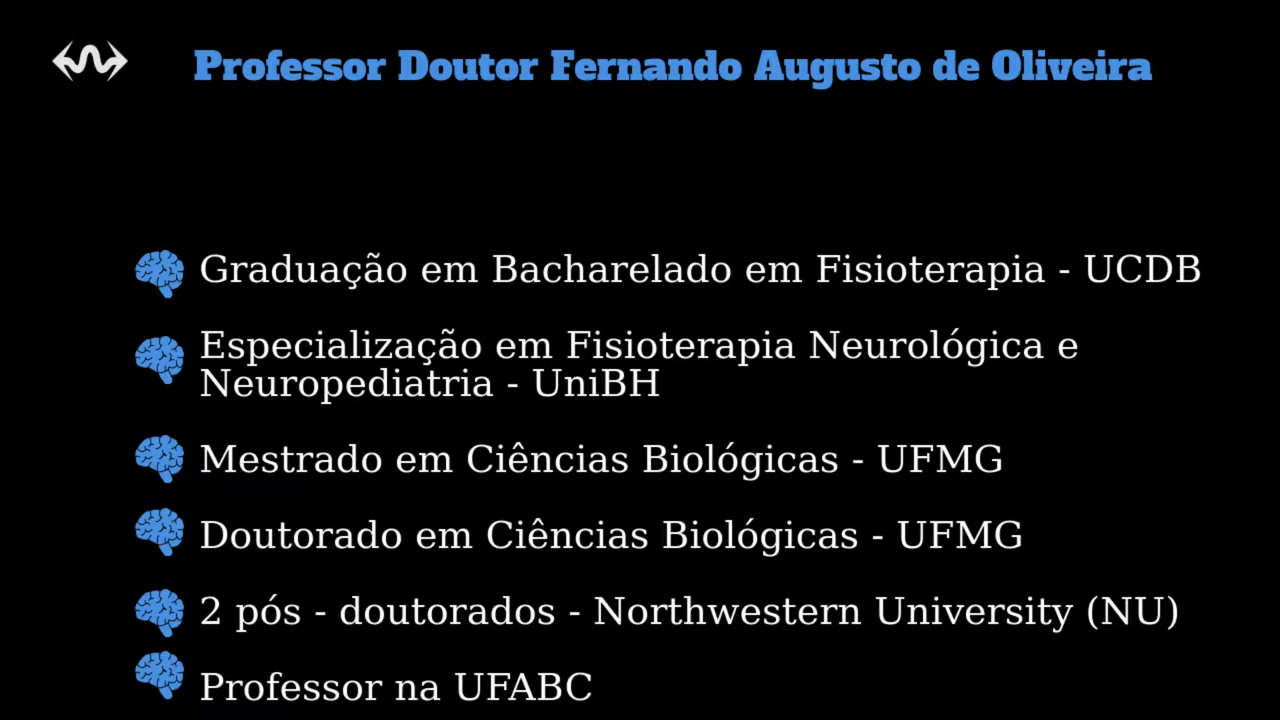 Professor Doutor Fernando Augusto de Oliveira
Graduação em Bacharelado em Fisioterapia - UCDB
Especialização em Fisioterapia Neurológica e
Neuropediatria - UniBH
Mestrado em Ciências Biológicas - UFMG
Doutorado em Ciências Biológicas - UFMG
2 pós - doutorados - Northwestern University (NU)
Professor na UFABC